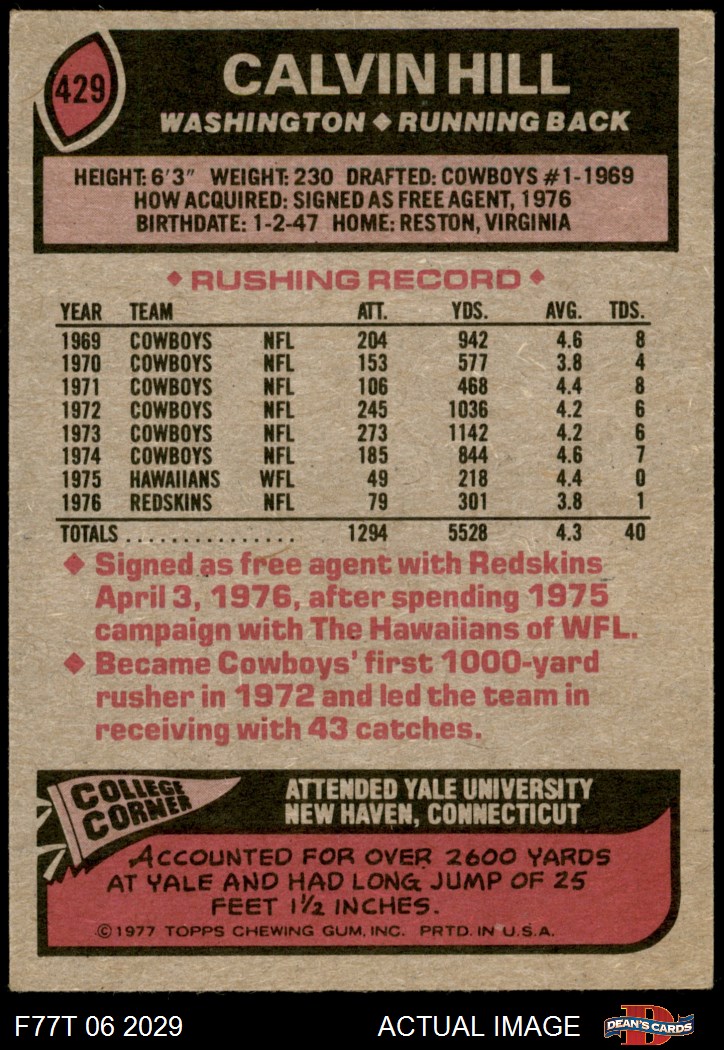 429
CALVIN HILL
WASHINGTON ◆ RUNNING BACK
HEIGHT: 6'3" WEIGHT: 230 DRAFTED: COWBOYS #1-1969
HOW ACQUIRED: SIGNED AS FREE AGENT, 1976
BIRTHDATE: 1-2-47 HOME: RESTON, VIRGINIA
◆ RUSHING RECORD ◆
YEAR TEAM ATT. YDS. AVG. TDS.
1969 COWBOYS NFL 204 942 4.6 8
1970 COWBOYS NFL 153 577 3.8 4
1971 COWBOYS NFL 106 468 4.4 8
1972 COWBOYS NFL 245 1036 4.2 6
1973 COWBOYS NFL 273 1142 4.2 6
1974 COWBOYS NFL 185 844 4.6 7
1975 HAWAIIANS WFL 49 218 4.4 0
1976 REDSKINS NFL 79 301 3.8 1
TOTALS ............... 1294 5528 4.3 40
◆ Signed as free agent with Redskins
April 3, 1976, after spending 1975
campaign with The Hawaiians of WFL.
◆ Became Cowboys' first 1000-yard
rusher in 1972 and led the team in
receiving with 43 catches.
COLLEGE
CORNER
ATTENDED YALE UNIVERSITY
NEW HAVEN, CONNECTICUT
ACCOUNTED FOR OVER 2600 YARDS
AT YALE AND HAD LONG JUMP OF 25
FEET 1½ INCHES.
©1977 TOPPS CHEWING GUM, INC. PRTD. IN U.S.A.
F77T 06 2029 ACTUAL IMAGE
D
DEAN'S CARDS